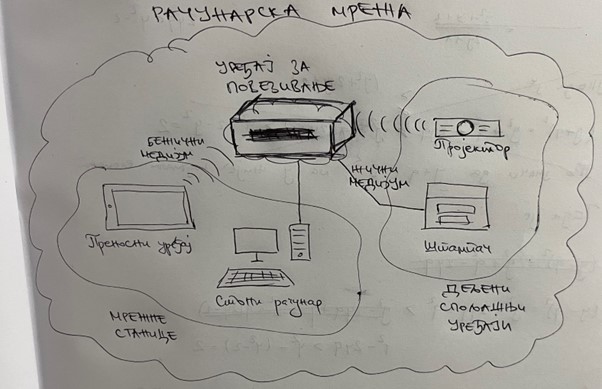 РАЧУНАРСКА МРЕЖА
УРЕЂАЈ ЗА
ПОВЕЗИВАЊЕ
БЕЖИЧНИ
МЕДИЈУМ
Пројектор
ЖИЧНИ
МЕДИЈУМ
Преносни уређај
Штампач
Стони рачунар
ДЕЉЕНИ
СПОЉАШЊИ
УРЕЂАЈИ
МРЕЖНЕ
СТАНИЦЕ